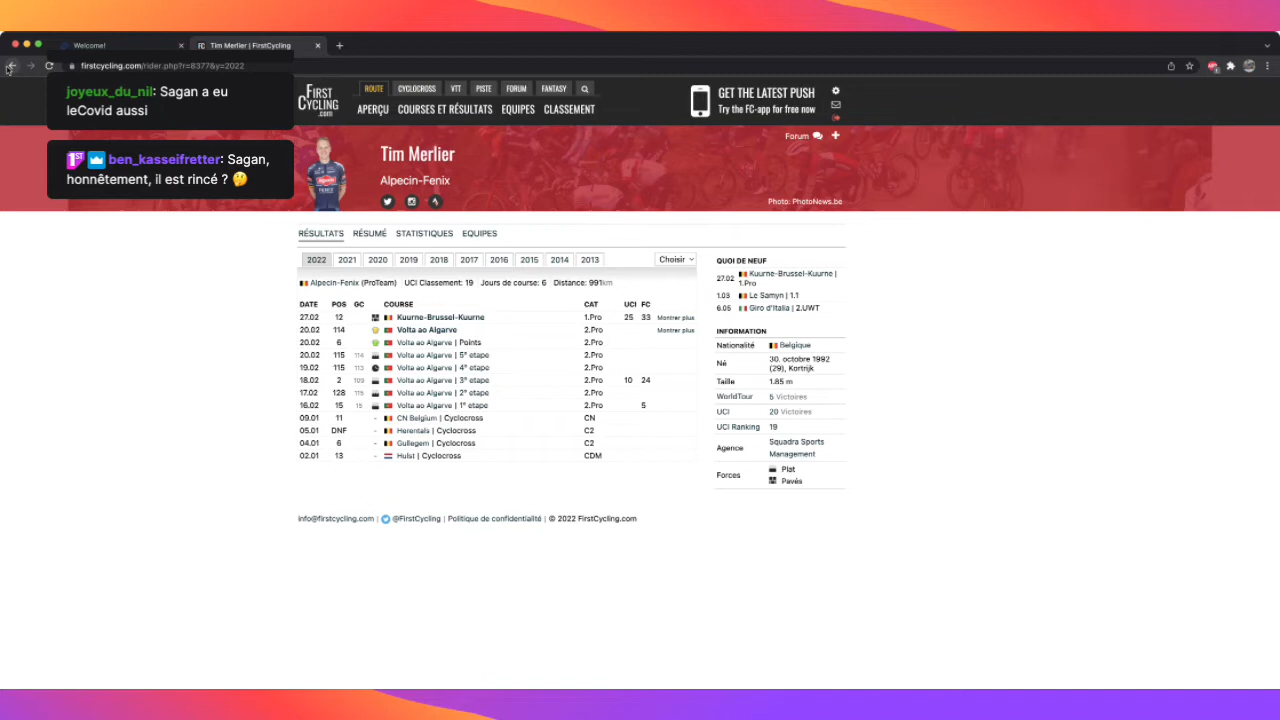 Welcome!
FC Tim Merlier | FirstCycling
firstcycling.com/rider.php?r=8377&y=2022
joyeux_du_nil: Sagan a eu
leCovid aussi
1ST ben_kasseifretter: Sagan,
honnêtement, il est rincé ? 🤔
FIRST
CYCLING
.com
ROUTE CYCLOCROSS VTT FORUM FANTASY
APERÇU COURSES ET RÉSULTATS EQUIPES CLASSEMENT
GET THE LATEST PUSH
Try the FC-app for free now
Forum
Tim Merlier
Alpecin-Fenix
Photo: PhotoNews.be
RÉSULTATS RÉSUMÉ STATISTIQUES EQUIPES
2022 2021 2020 2019 2018 2017 2016 2015 2014 2013 Choisir
Alpecin-Fenix (ProTeam) UCI Classement: 19 Jours de course: 6 Distance: 991km
DATE POS GC COURSE CAT UCI FC
27.02 12 Kuurne-Brussel-Kuurne 1.Pro 25 33 Montrer plus
20.02 114 Volta ao Algarve 2.Pro Montrer plus
20.02 6 Volta ao Algarve | Points 2.Pro
20.02 115 114 Volta ao Algarve | 5ª etape 2.Pro
19.02 115 113 Volta ao Algarve | 4ª etape 2.Pro
18.02 2 109 Volta ao Algarve | 3ª etape 2.Pro 10 24
17.02 128 115 Volta ao Algarve | 2ª etape 2.Pro
16.02 15 15 Volta ao Algarve | 1ª etape 2.Pro 5
09.01 11 - CN Belgium | Cyclocross CN
05.01 DNF - Herentals | Cyclocross C2
04.01 6 - Gullegem | Cyclocross C2
02.01 13 - Hulst | Cyclocross CDM
QUOI DE NEUF
27.02 Kuurne-Brussel-Kuurne |
1.Pro
1.03 Le Samyn | 1.1
6.05 Giro d'Italia | 2.UWT
INFORMATION
Nationalité Belgique
Né 30. octobre 1992
(29), Kortrijk
Taille 1.85 m
WorldTour 5 Victoires
UCI 20 Victoires
UCI Ranking 19
Agence Squadra Sports
Management
Forces Plat
Pavés
info@firstcycling.com | @FirstCycling | Politique de confidentialité | © 2022 FirstCycling.com